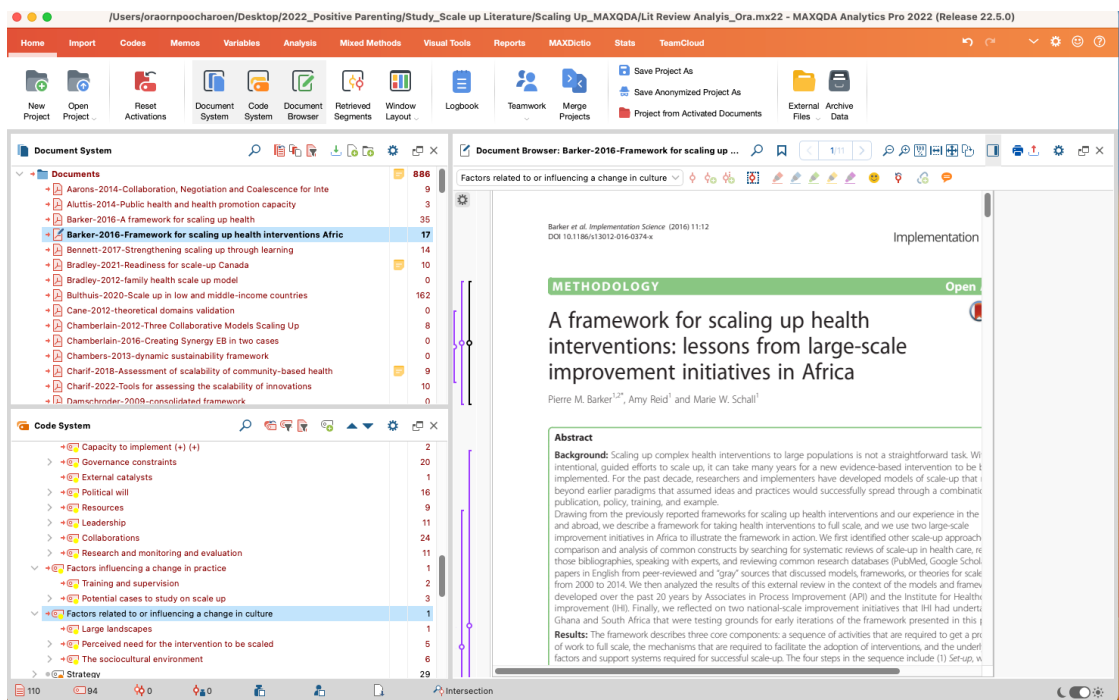 /Users/oraornpoocharoen/Desktop/2022_Positive Parenting/Study_Scale up Literature/Scaling Up_MAXQDA/Lit Review Analyis_Ora.mx22 - MAXQDA Analytics Pro 2022 (Release 22.5.0)
Home Import Codes Memos Variables Analysis Mixed Methods Visual Tools Reports MAXDictio Stats TeamCloud
New Project
Open Project
Reset Activations
Document System
Code System
Document Browser
Retrieved Segments
Window Layout
Logbook
Teamwork
Merge Projects
Save Project As
Save Anonymized Project As
Project from Activated Documents
External Files
Archive Data
Document System
Documents 886
Aarons-2014-Collaboration, Negotiation and Coalescence for Inte 9
Aluttis-2014-Public health and health promotion capacity 3
Barker-2016-A framework for scaling up health 35
Barker-2016-Framework for scaling up health interventions Afric 17
Bennett-2017-Strengthening scaling up through learning 14
Bradley-2021-Readiness for scale-up Canada 10
Bradley-2012-family health scale up model 0
Bulthuis-2020-Scale up in low and middle-income countries 162
Cane-2012-theoretical domains validation 0
Chamberlain-2012-Three Collaborative Models Scaling Up 8
Chamberlain-2016-Creating Synergy EB in two cases 0
Chambers-2013-dynamic sustainability framework 0
Charif-2018-Assessment of scalability of community-based health 9
Charif-2022-Tools for assessing the scalability of innovations 10
Damschroder-2009-consolidated framework 0
Code System
Capacity to implement (+) (+) 2
Governance constraints 20
External catalysts 1
Political will 16
Resources 9
Leadership 11
Collaborations 24
Research and monitoring and evaluation 11
Factors influencing a change in practice 1
Training and supervision 2
Potential cases to study on scale up 3
Factors related to or influencing a change in culture 1
Large landscapes 1
Perceived need for the intervention to be scaled 5
The sociocultural environment 6
Strategy 29
Document Browser: Barker-2016-Framework for scaling up ...
1/11
Factors related to or influencing a change in culture
Barker et al. Implementation Science (2016) 11:12
DOI 10.1186/s13012-016-0374-x
Implementation
METHODOLOGY Open
A framework for scaling up health
interventions: lessons from large-scale
improvement initiatives in Africa
Pierre M. Barker1,2*, Amy Reid1 and Marie W. Schall1
Abstract
Background: Scaling up complex health interventions to large populations is not a straightforward task. Wi
intentional, guided efforts to scale up, it can take many years for a new evidence-based intervention to be b
implemented. For the past decade, researchers and implementers have developed models of scale-up that
beyond earlier paradigms that assumed ideas and practices would successfully spread through a combinatic
publication, policy, training, and example.
Drawing from the previously reported frameworks for scaling up health interventions and our experience in the
and abroad, we describe a framework for taking health interventions to full scale, and we use two large-scale
improvement initiatives in Africa to illustrate the framework in action. We first identified other scale-up approach
comparison and analysis of common constructs by searching for systematic reviews of scale-up in health care, re
those bibliographies, speaking with experts, and reviewing common research databases (PubMed, Google Schol
papers in English from peer-reviewed and "gray" sources that discussed models, frameworks, or theories for scale
from 2000 to 2014. We then analyzed the results of this external review in the context of the models and framew
developed over the past 20 years by Associates in Process Improvement (API) and the Institute for Healthc
improvement (IHI). Finally, we reflected on two national-scale improvement initiatives that IHI had underta
Ghana and South Africa that were testing grounds for early iterations of the framework presented in this p
Results: The framework describes three core components: a sequence of activities that are required to get a pro
of work to full scale, the mechanisms that are required to facilitate the adoption of interventions, and the underly
factors and support systems required for successful scale-up. The four steps in the sequence include (1) Set-up, w
110 94 0 0 Intersection